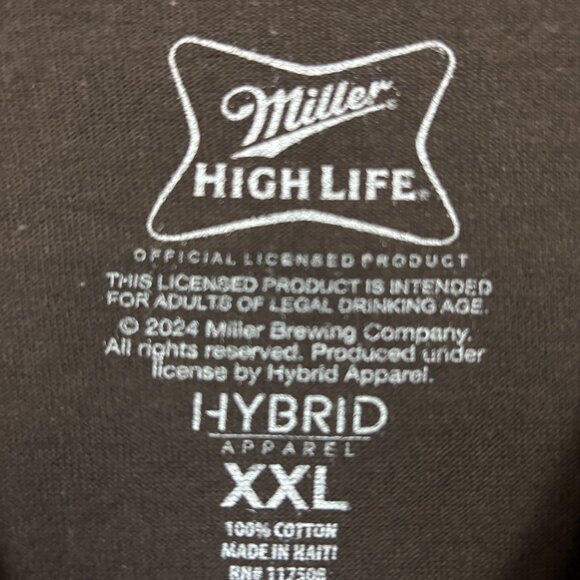 Miller
HIGH LIFE
OFFICIAL LICENSED PRODUCT
THIS LICENSED PRODUCT IS INTENDED
FOR ADULTS OF LEGAL DRINKING AGE.
© 2024 Miller Brewing Company.
All rights reserved. Produced under
license by Hybrid Apparel.
HYBRID
APPAREL
XXL
100% COTTON
MADE IN HAITI
RN# 117508